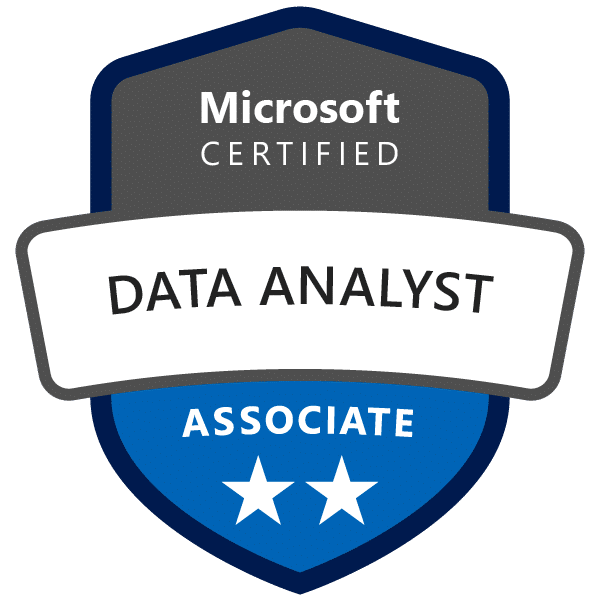 Microsoft
CERTIFIED
DATA ANALYST
ASSOCIATE